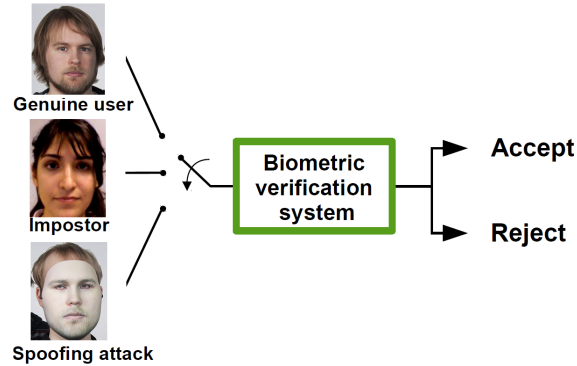 Genuine user
Impostor
Spoofing attack
Biometric
verification
system
Accept
Reject